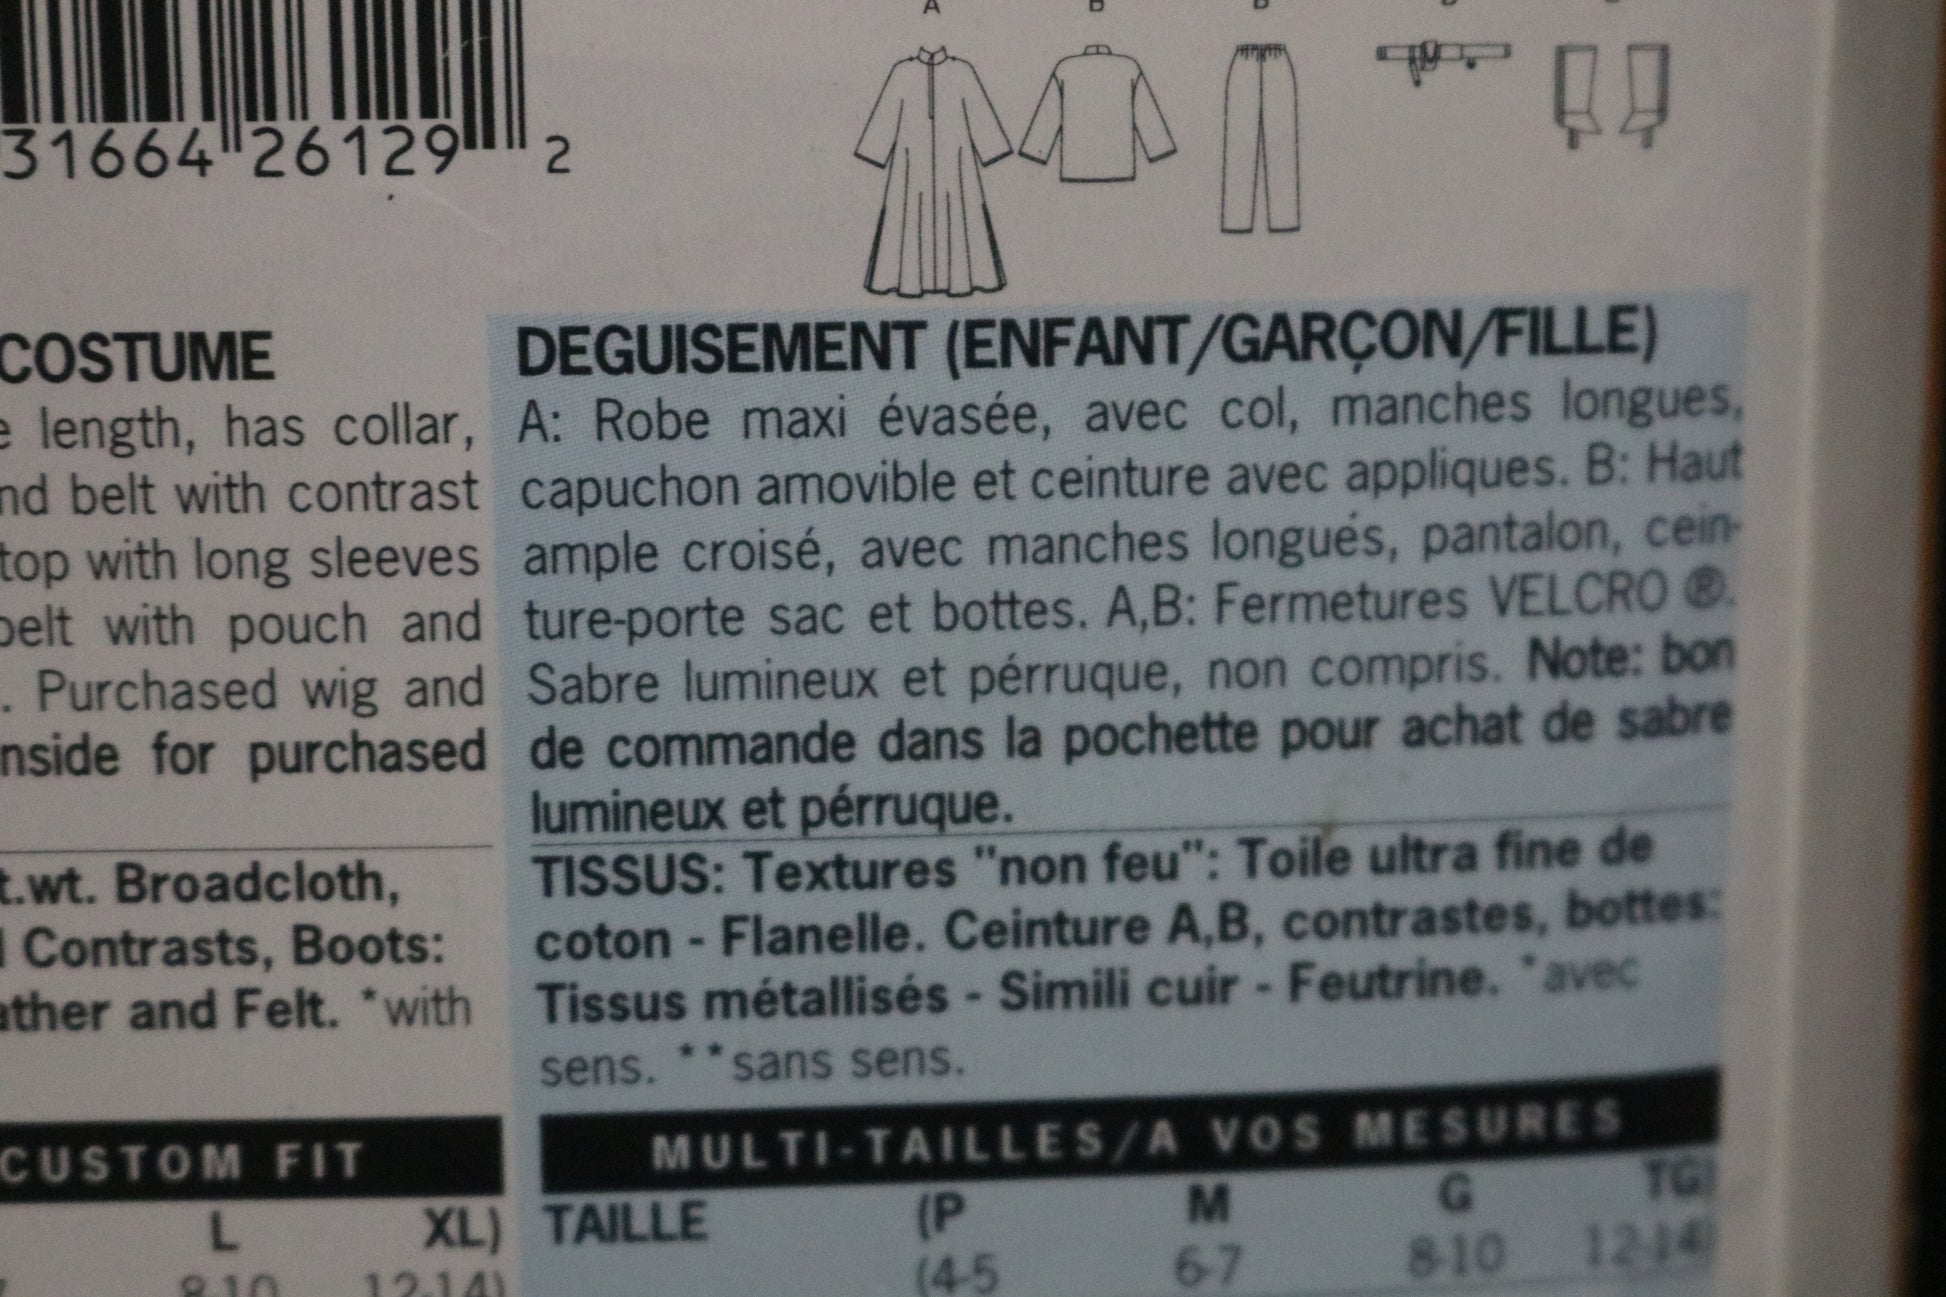 A B B
31664 26129 2
COSTUME
length, has collar,
belt with contrast
top with long sleeves
belt with pouch and
. Purchased wig and
nside for purchased
t.wt. Broadcloth,
Contrasts, Boots:
ather and Felt. *with
CUSTOM FIT
L XL)
8-10 12-14)
DEGUISEMENT (ENFANT/GARÇON/FILLE)
A: Robe maxi évasée, avec col, manches longues,
capuchon amovible et ceinture avec appliques. B: Haut
ample croisé, avec manches longués, pantalon, cein-
ture-porte sac et bottes. A,B: Fermetures VELCRO ®.
Sabre lumineux et pérruque, non compris. Note: bon
de commande dans la pochette pour achat de sabre
lumineux et pérruque.
TISSUS: Textures "non feu": Toile ultra fine de
coton - Flanelle. Ceinture A,B, contrastes, bottes:
Tissus métallisés - Simili cuir - Feutrine. *avec
sens. **sans sens.
MULTI-TAILLES/A VOS MESURES
TAILLE (P M G TG)
(4-5 6-7 8-10 12-14)